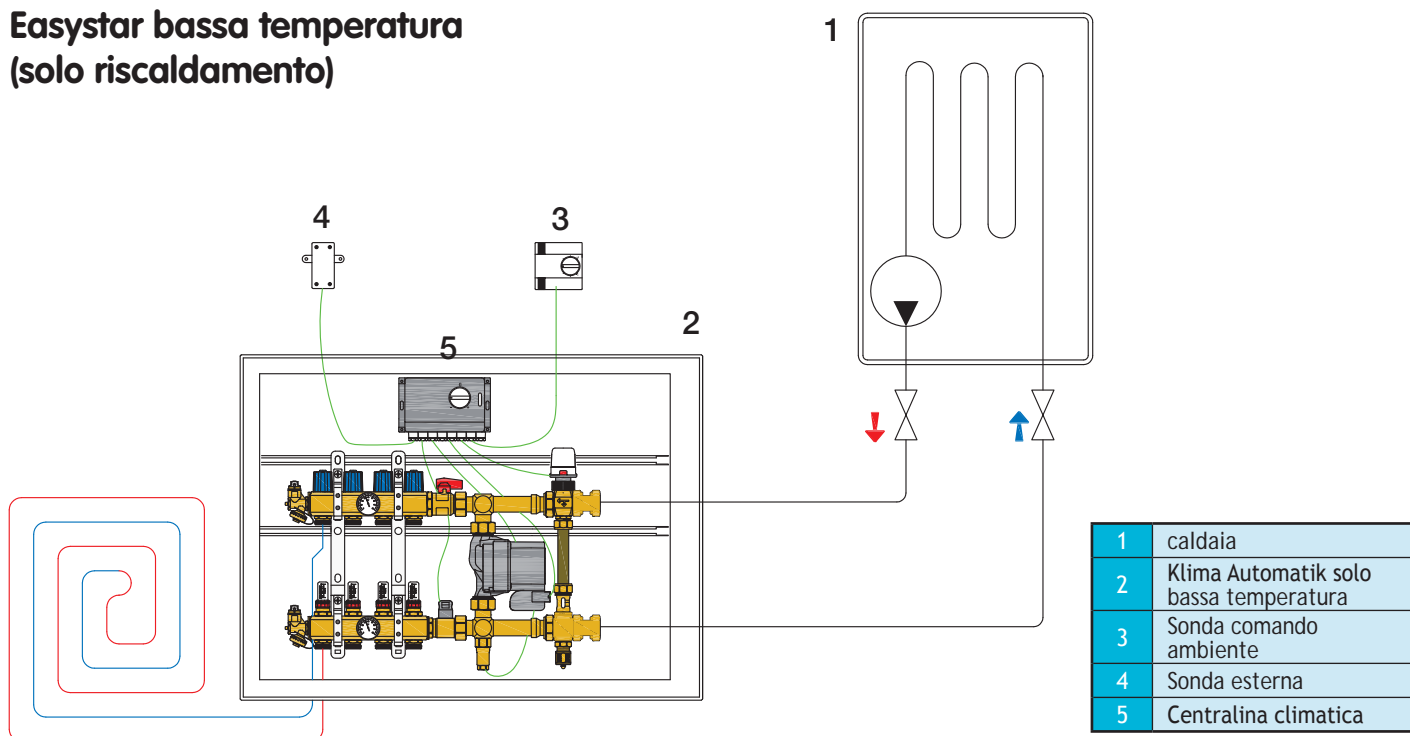 Easystar bassa temperatura
(solo riscaldamento)
1
4
3
2
5
1 caldaia
2 Klima Automatik solo
bassa temperatura
3 Sonda comando
ambiente
4 Sonda esterna
5 Centralina climatica